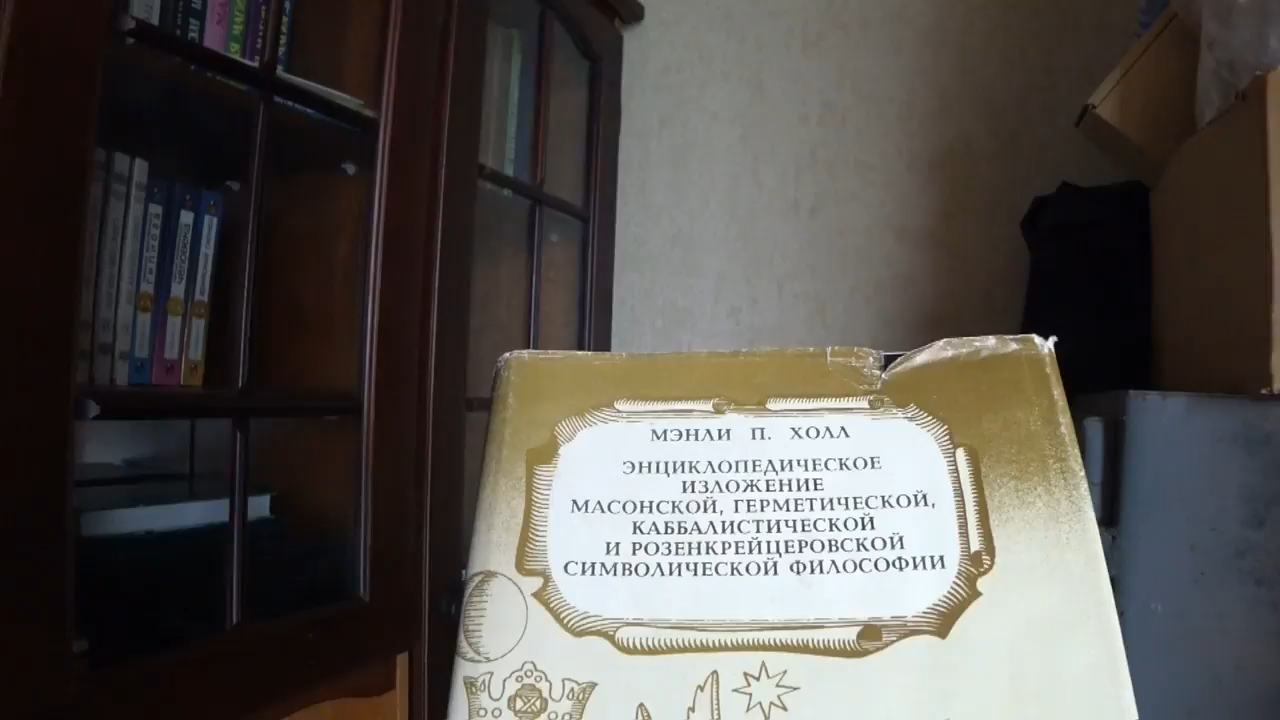 МЭНЛИ П. ХОЛЛ
ЭНЦИКЛОПЕДИЧЕСКОЕ
ИЗЛОЖЕНИЕ
МАСОНСКОЙ, ГЕРМЕТИЧЕСКОЙ,
КАББАЛИСТИЧЕСКОЙ
И РОЗЕНКРЕЙЦЕРОВСКОЙ
СИМВОЛИЧЕСКОЙ ФИЛОСОФИИ